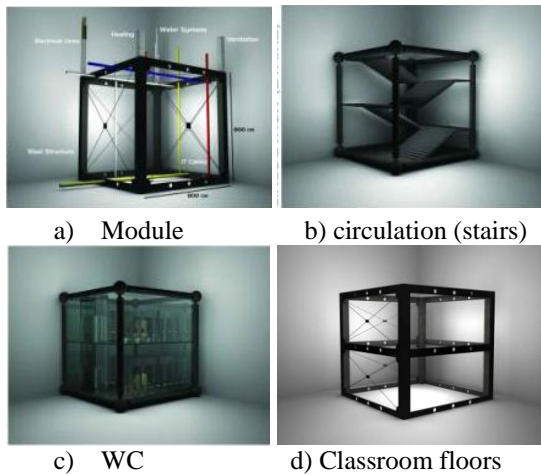 Electrical Lines
Heating
Water Systems
Ventilation
800 cm
Steel Structure
IT Canal
800 cm
a) Module
b) circulation (stairs)
c) WC
d) Classroom floors